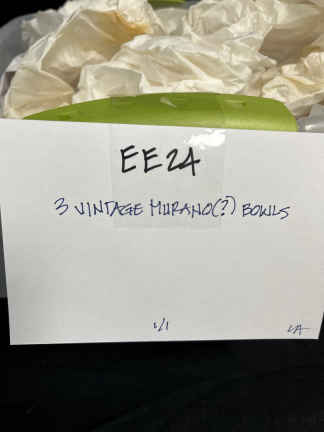 EE24
3 VINTAGE MURANO(?) BOWLS
1/1
LA